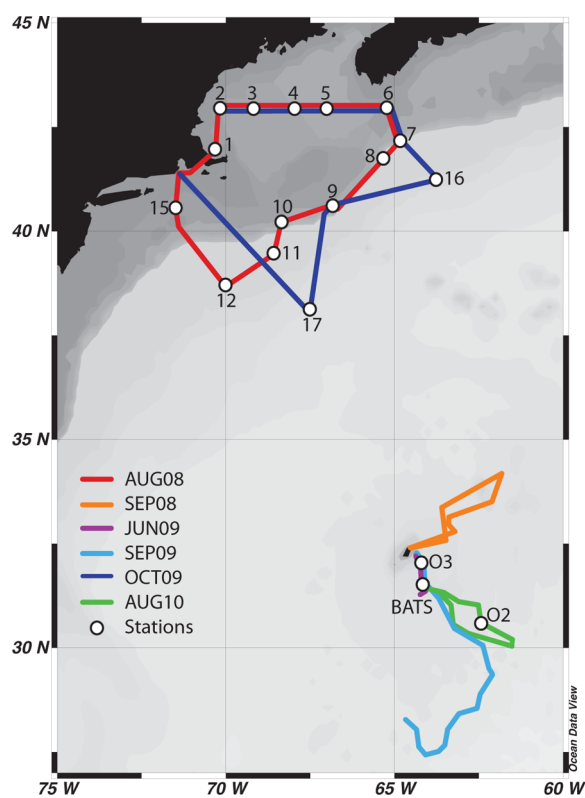 45 N
2 3 4 5 6
1
7
8
16
15
9
10
40 N
11
12
17
35 N
AUG08
SEP08
JUN09
SEP09
OCT09
AUG10
Stations
O3
BATS
O2
30 N
Ocean Data View
75 W 70 W 65 W 60 W